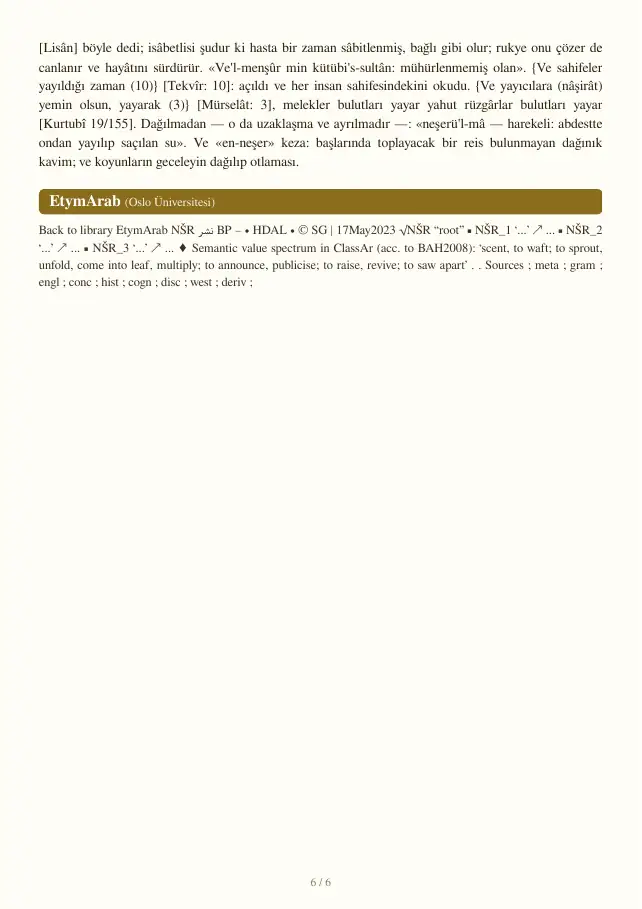 [Lisân] böyle dedi; isâbetlisi şudur ki hasta bir zaman sâbitlenmiş, bağlı gibi olur; rukye onu çözer de
canlanır ve hayâtını sürdürür. «Ve'l-menşûr min kütübi's-sultân: mühürlenmemiş olan». {Ve sahifeler
yayıldığı zaman (10)} [Tekvîr: 10]: açıldı ve her insan sahifesindekini okudu. {Ve yayıcılara (nâşirât)
yemin olsun, yayarak (3)} [Mürselât: 3], melekler bulutları yayar yahut rüzgârlar bulutları yayar
[Kurtubî 19/155]. Dağılmadan — o da uzaklaşma ve ayrılmadır —: «neşerü'l-mâ — harekeli: abdestte
ondan yayılıp saçılan su». Ve «en-neşer» keza: başlarında toplayacak bir reis bulunmayan dağınık
kavim; ve koyunların geceleyin dağılıp otlaması.
EtymArab (Oslo Üniversitesi)
Back to library EtymArab NŠR نشر BP – • HDAL • © SG | 17May2023 √NŠR “root” ▪ NŠR_1 ‘...’ ↗ ... ▪ NŠR_2
‘...’ ↗ ... ▪ NŠR_3 ‘...’ ↗ ... ♦ Semantic value spectrum in ClassAr (acc. to BAH2008): ‘scent, to waft; to sprout,
unfold, come into leaf, multiply; to announce, publicise; to raise, revive; to saw apart’ . . Sources ; meta ; gram ;
engl ; conc ; hist ; cogn ; disc ; west ; deriv ;
6 / 6